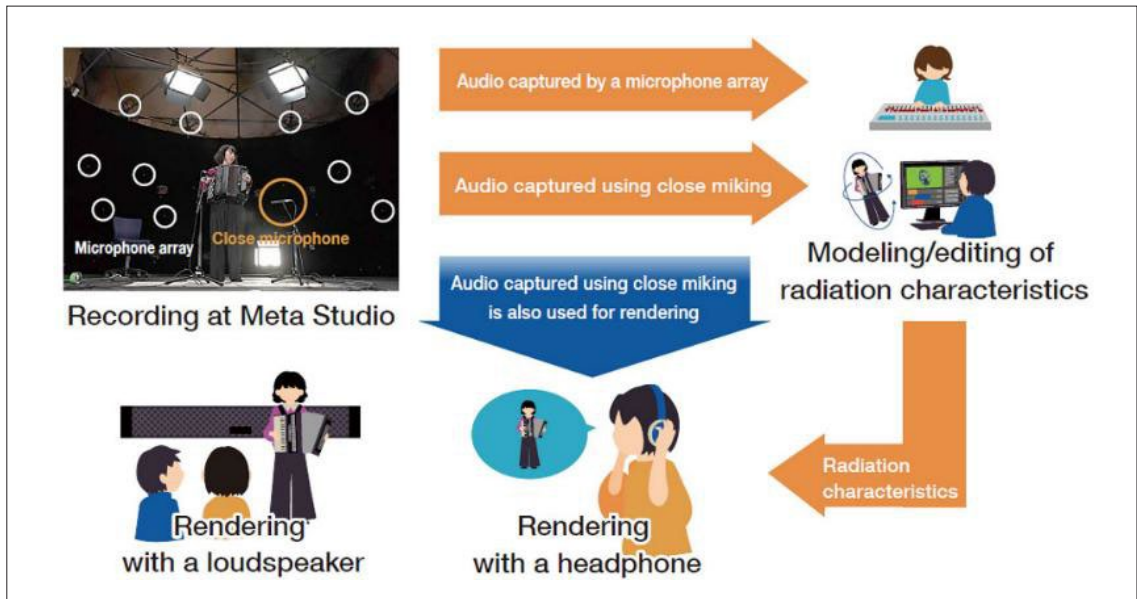 Audio captured by a microphone array
Audio captured using close miking
Microphone array
Close microphone
Recording at Meta Studio
Modeling/editing of
radiation characteristics
Audio captured using close miking
is also used for rendering
Radiation
characteristics
Rendering
with a loudspeaker
Rendering
with a headphone